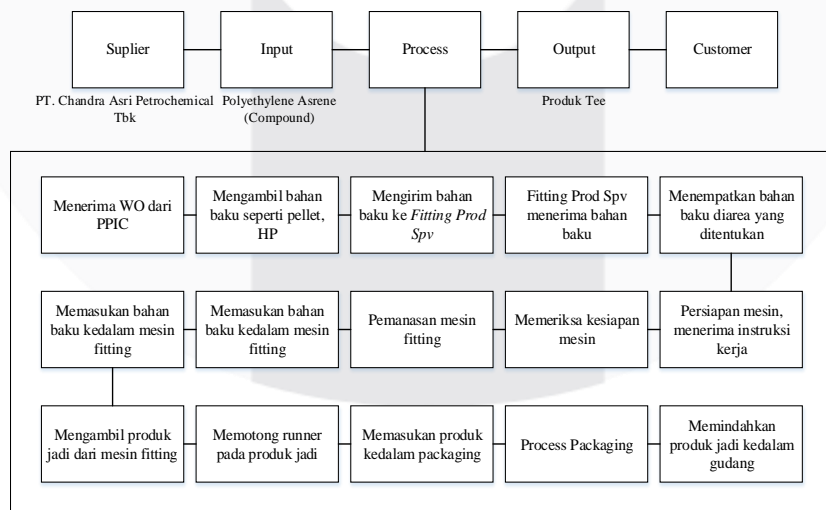 Suplier
Input
Process
Output
Customer
PT. Chandra Asri Petrochemical
Tbk
Polyethylene Asrene
(Compound)
Produk Tee
Menerima WO dari
PPIC
Mengambil bahan
baku seperti pellet,
HP
Mengirim bahan
baku ke Fitting Prod
Spv
Fitting Prod Spv
menerima bahan
baku
Menempatkan bahan
baku diarea yang
ditentukan
Persiapan mesin,
menerima instruksi
kerja
Memeriksa kesiapan
mesin
Pemanasan mesin
fitting
Memasukan bahan
baku kedalam mesin
fitting
Memasukan bahan
baku kedalam mesin
fitting
Mengambil produk
jadi dari mesin fitting
Memotong runner
pada produk jadi
Memasukan produk
kedalam packaging
Process Packaging
Memindahkan
produk jadi kedalam
gudang